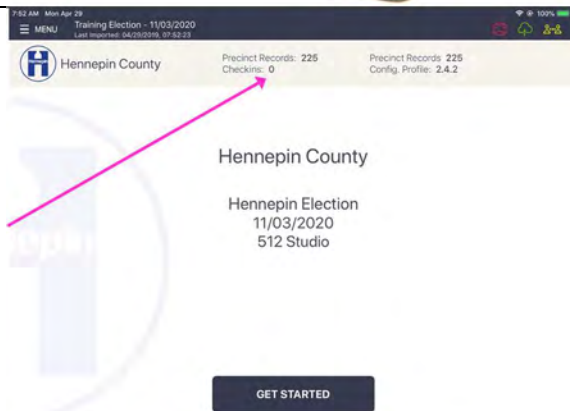 7:52 AM Mon Apr 29
100%
MENU
Training Election - 11/03/2020
Last Imported: 04/29/2019, 07:52:23
Hennepin County
Precinct Records: 225
Checkins: 0
Precinct Records 225
Config. Profile: 2.4.2
Hennepin County
Hennepin Election
11/03/2020
512 Studio
GET STARTED